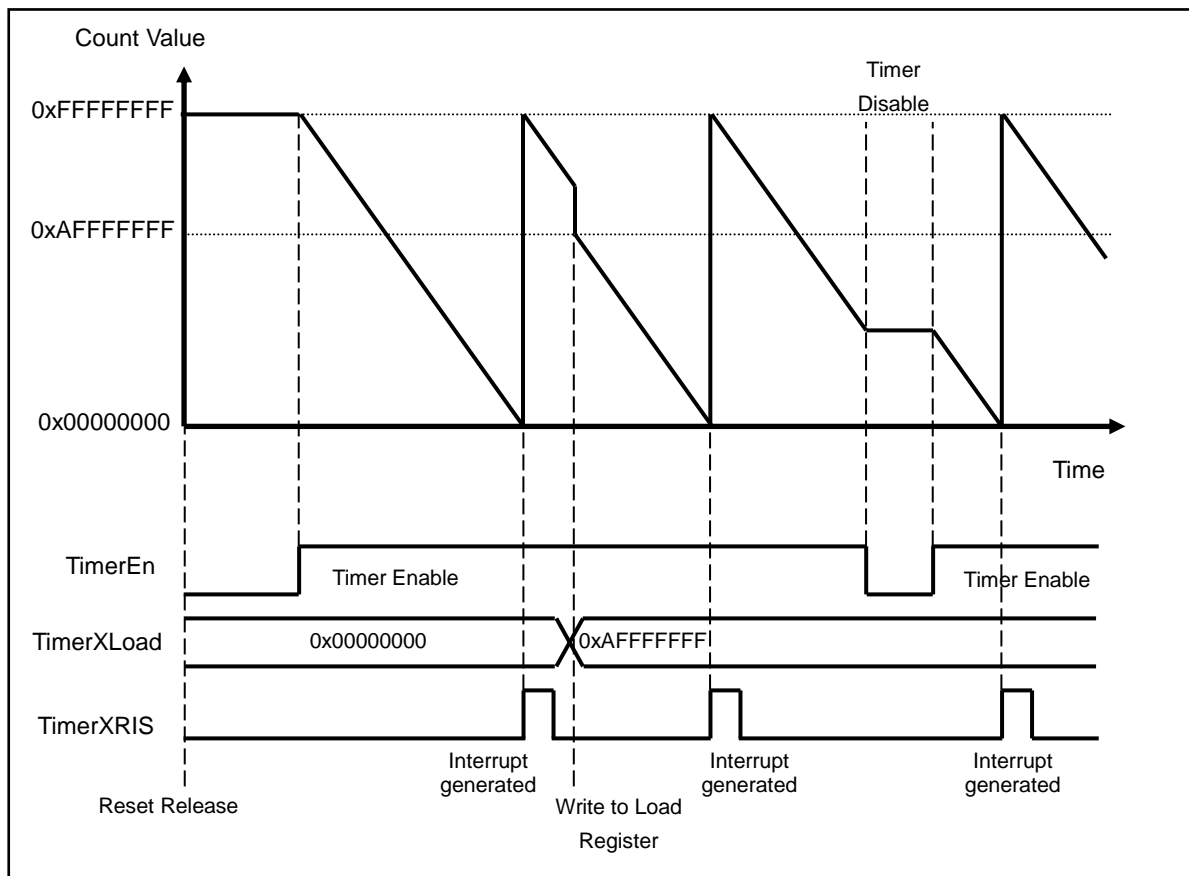 Count Value
Timer
Disable
0xFFFFFFFF
0xAFFFFFFF
0x00000000
Time
TimerEn
Timer Enable
Timer Enable
TimerXLoad
0x00000000
0xAFFFFFFF
TimerXRIS
Interrupt
generated
Interrupt
generated
Interrupt
generated
Reset Release
Write to Load
Register